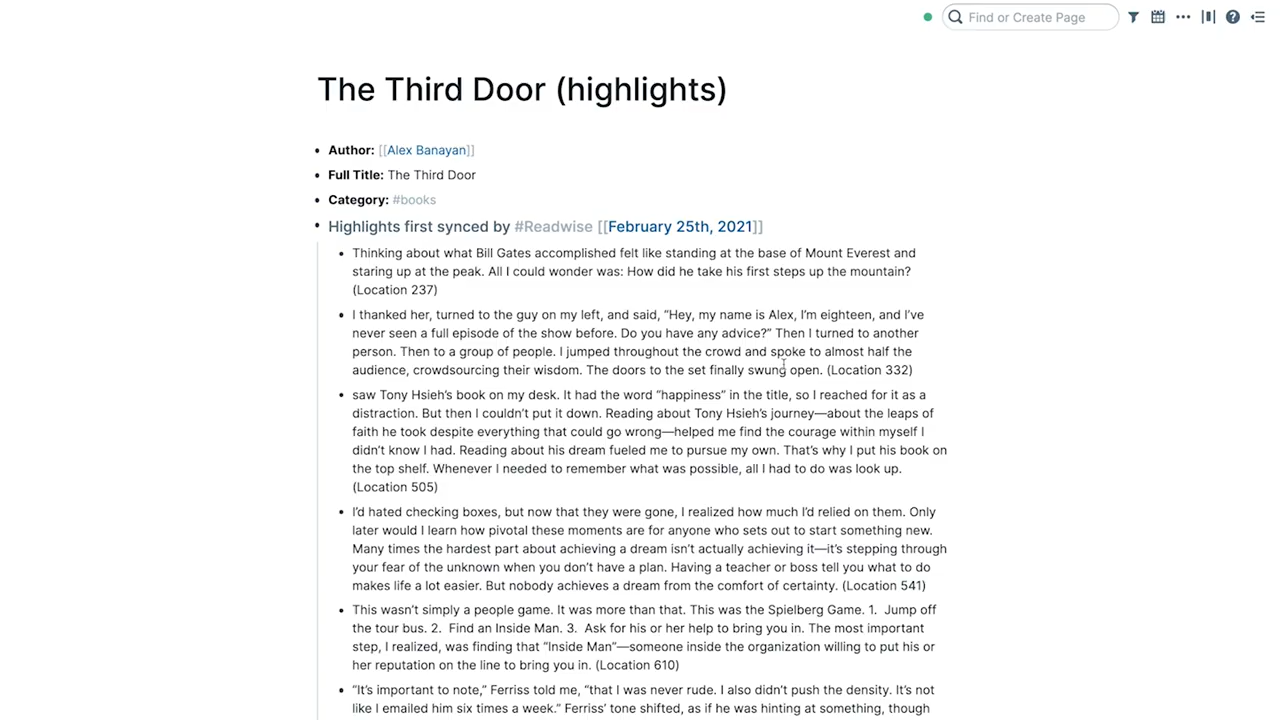 Find or Create Page
The Third Door (highlights)
Author: [[Alex Banayan]]
Full Title: The Third Door
Category: #books
Highlights first synced by #Readwise [[February 25th, 2021]]
Thinking about what Bill Gates accomplished felt like standing at the base of Mount Everest and
staring up at the peak. All I could wonder was: How did he take his first steps up the mountain?
(Location 237)
I thanked her, turned to the guy on my left, and said, “Hey, my name is Alex, I’m eighteen, and I’ve
never seen a full episode of the show before. Do you have any advice?” Then I turned to another
person. Then to a group of people. I jumped throughout the crowd and spoke to almost half the
audience, crowdsourcing their wisdom. The doors to the set finally swung open. (Location 332)
saw Tony Hsieh’s book on my desk. It had the word “happiness” in the title, so I reached for it as a
distraction. But then I couldn’t put it down. Reading about Tony Hsieh’s journey—about the leaps of
faith he took despite everything that could go wrong—helped me find the courage within myself I
didn’t know I had. Reading about his dream fueled me to pursue my own. That’s why I put his book on
the top shelf. Whenever I needed to remember what was possible, all I had to do was look up.
(Location 505)
I’d hated checking boxes, but now that they were gone, I realized how much I’d relied on them. Only
later would I learn how pivotal these moments are for anyone who sets out to start something new.
Many times the hardest part about achieving a dream isn’t actually achieving it—it’s stepping through
your fear of the unknown when you don’t have a plan. Having a teacher or boss tell you what to do
makes life a lot easier. But nobody achieves a dream from the comfort of certainty. (Location 541)
This wasn’t simply a people game. It was more than that. This was the Spielberg Game. 1. Jump off
the tour bus. 2. Find an Inside Man. 3. Ask for his or her help to bring you in. The most important
step, I realized, was finding that “Inside Man”—someone inside the organization willing to put his or
her reputation on the line to bring you in. (Location 610)
“It’s important to note,” Ferriss told me, “that I was never rude. I also didn’t push the density. It’s not
like I emailed him six times a week.” Ferriss’ tone shifted, as if he was hinting at something, though